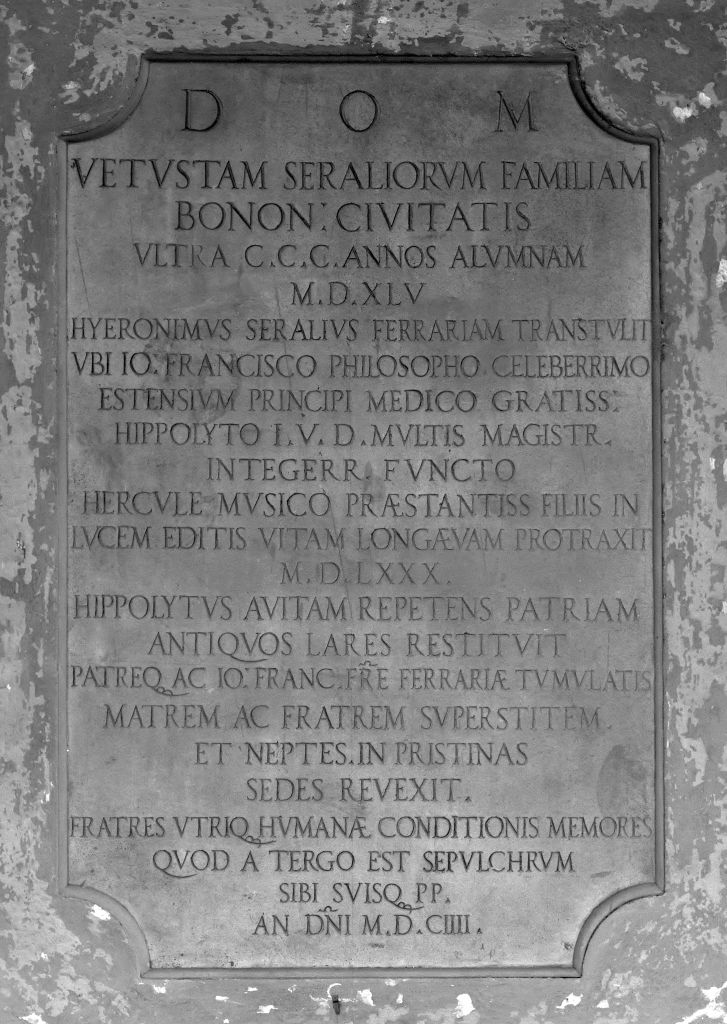 D O M
VETVSTAM SERALIORVM FAMILIAM
BONON: CIVITATIS
VLTRA C.C.C. ANNOS ALVMNAM
M.D.XLV
HYERONIMVS SERALIVS FERRARIAM TRANSTVLIT
VBI IO: FRANCISCO PHILOSOPHO CELEBERRIMO
ESTENSIVM PRINCIPI MEDICO GRATISS:
HIPPOLYTO I.V.D. MVLTIS MAGISTR.
INTEGERR. FVNCTO
HERCVLE MVSICO PRÆSTANTISS FILIIS IN
LVCEM EDITIS VITAM LONGÆVAM PROTRAXIT
M.D.LXXX.
HIPPOLYTVS AVITAM REPETENS PATRIAM
ANTIQVOS LARES RESTITVIT
PATREQ AC IO: FRANC: FR̃E FERRARIÆ TVMVLATIS
MATREM AC FRATREM SVPERSTITEM.
ET NEPTES. IN PRISTINAS
SEDES REVEXIT.
FRATRES VTRIQ HVMANÆ CONDITIONIS MEMORES
QVOD A TERGO EST SEPVLCHRVM
SIBI SVISQ PP.
AN DÑI M.D.CIIII.